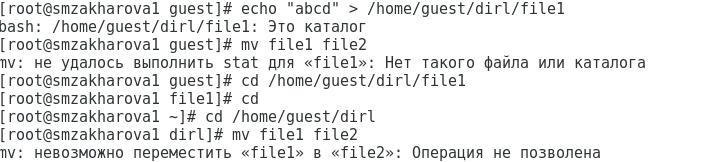 [root@smzakharova1 guest]# echo "abcd" > /home/guest/dirl/file1
bash: /home/guest/dirl/file1: Это каталог
[root@smzakharova1 guest]# mv file1 file2
mv: не удалось выполнить stat для «file1»: Нет такого файла или каталога
[root@smzakharova1 guest]# cd /home/guest/dirl/file1
[root@smzakharova1 file1]# cd
[root@smzakharova1 ~]# cd /home/guest/dirl
[root@smzakharova1 dirl]# mv file1 file2
mv: невозможно переместить «file1» в «file2»: Операция не позволена